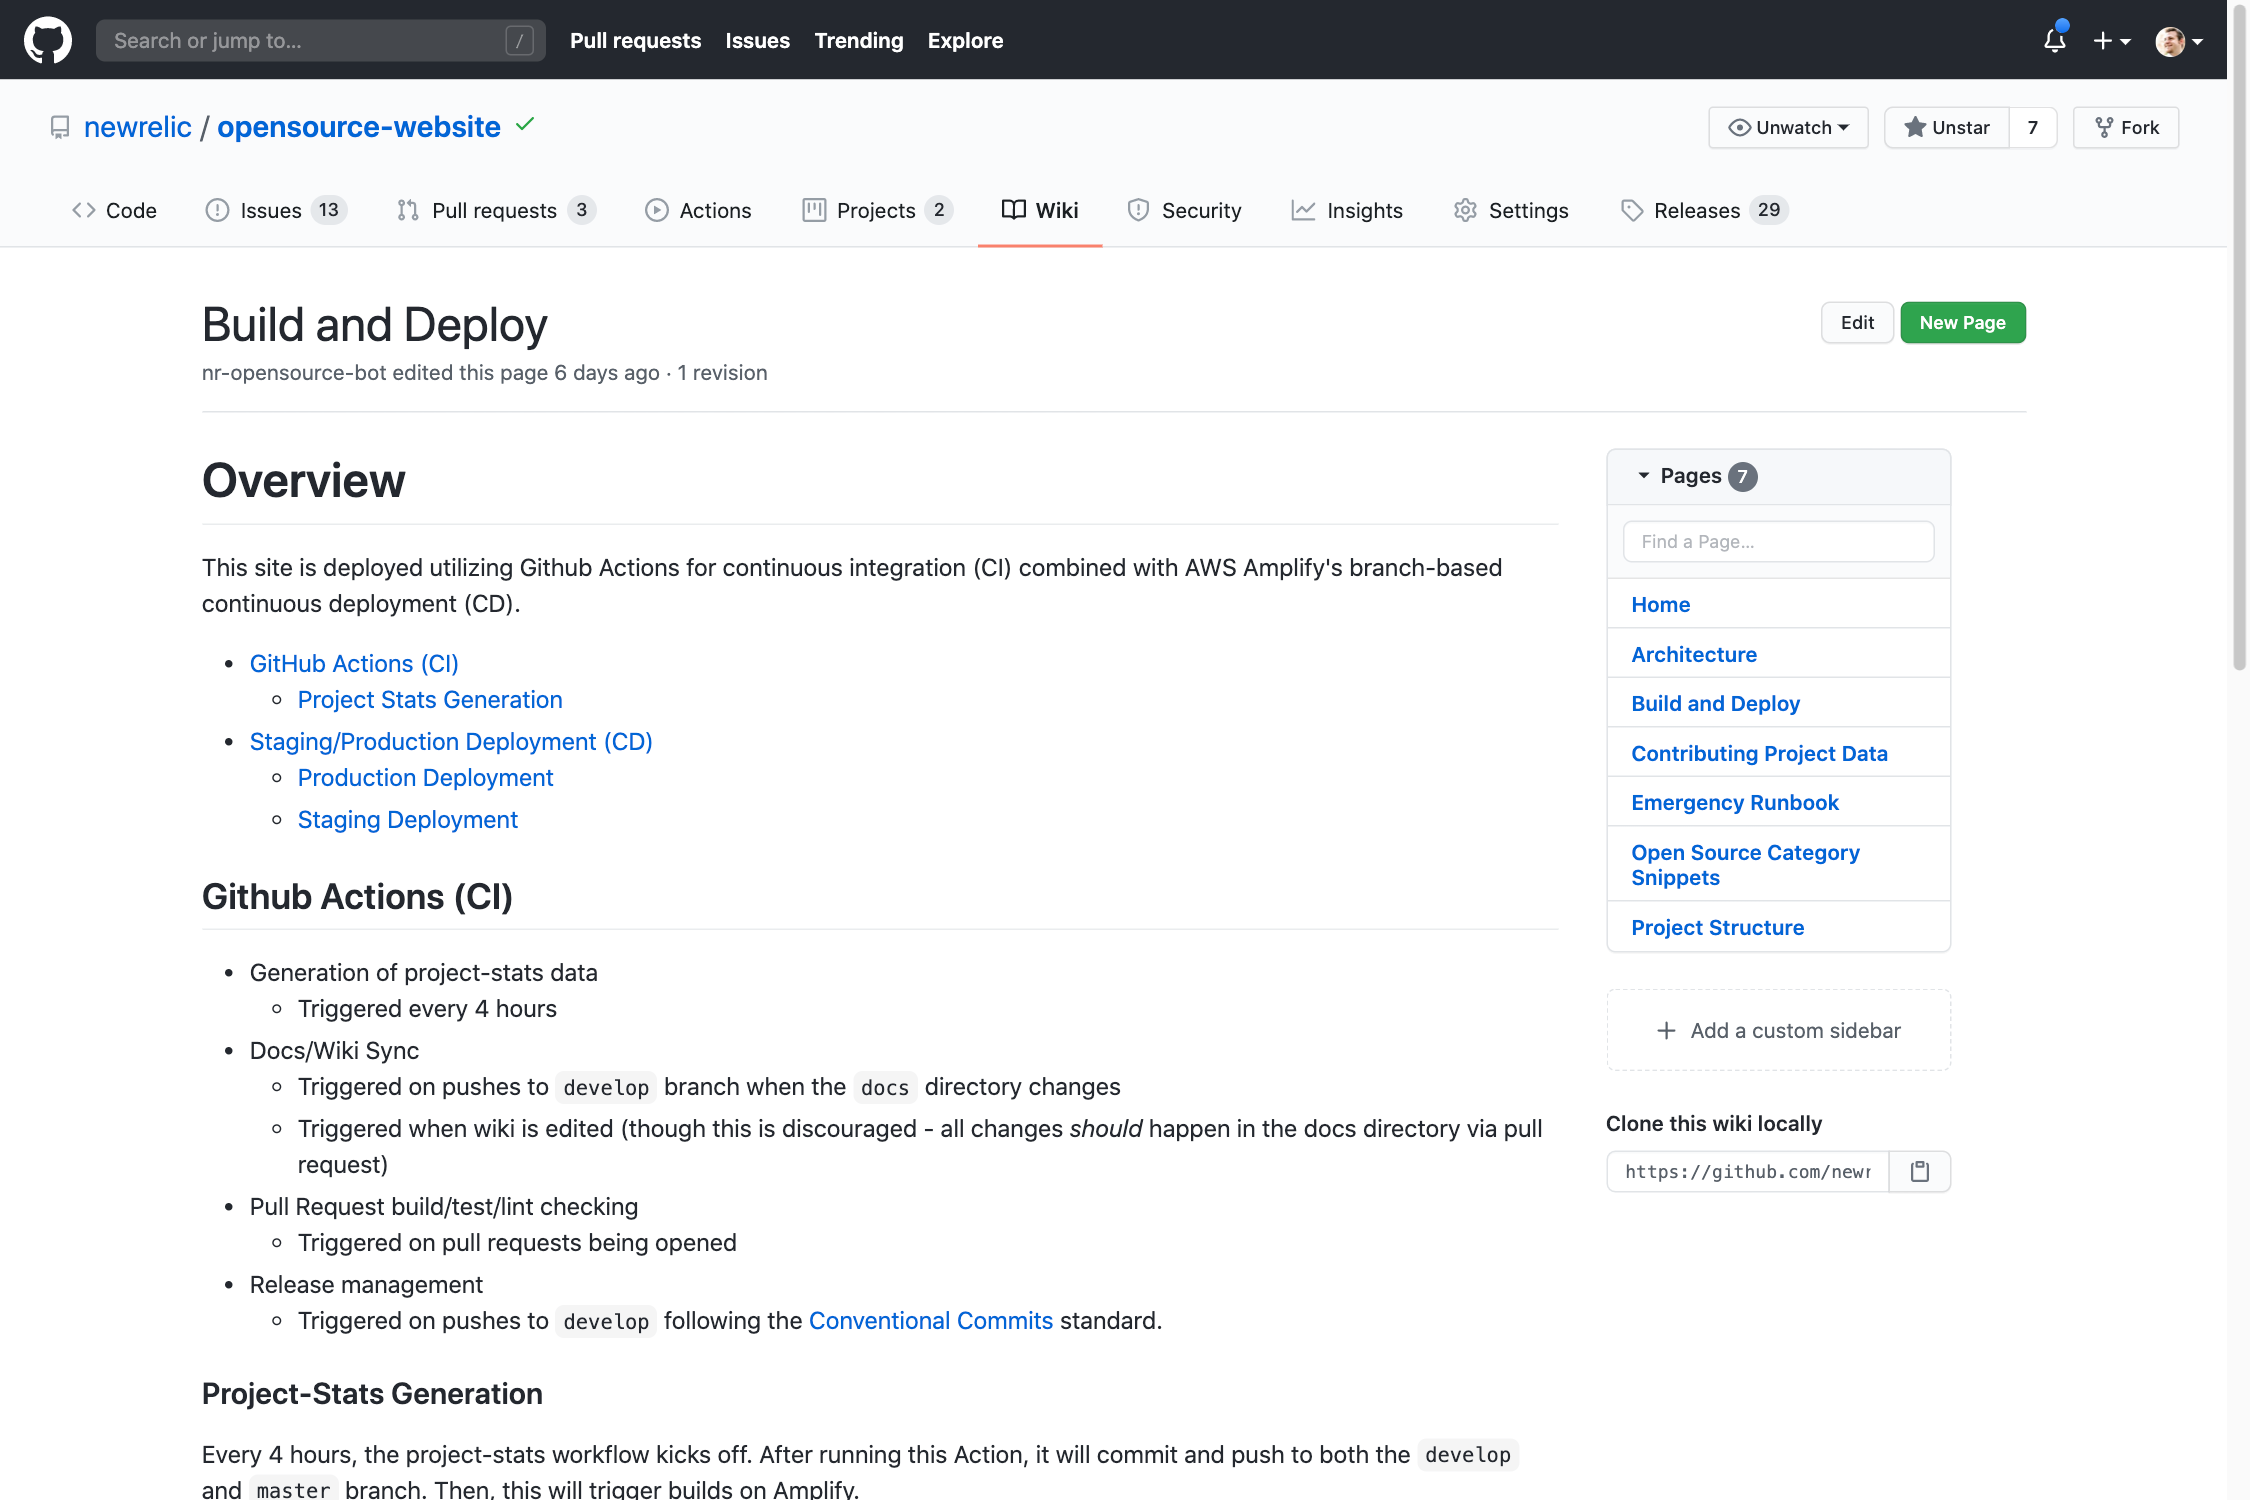 Search or jump to... /
Pull requests Issues Trending Explore
newrelic / opensource-website
Unwatch Unstar 7 Fork
Code Issues 13 Pull requests 3 Actions Projects 2 Wiki Security Insights Settings Releases 29
Build and Deploy
Edit New Page
nr-opensource-bot edited this page 6 days ago · 1 revision
Overview
This site is deployed utilizing Github Actions for continuous integration (CI) combined with AWS Amplify's branch-based
continuous deployment (CD).
• GitHub Actions (CI)
◦ Project Stats Generation
• Staging/Production Deployment (CD)
◦ Production Deployment
◦ Staging Deployment
Github Actions (CI)
• Generation of project-stats data
◦ Triggered every 4 hours
• Docs/Wiki Sync
◦ Triggered on pushes to develop branch when the docs directory changes
◦ Triggered when wiki is edited (though this is discouraged - all changes should happen in the docs directory via pull
request)
• Pull Request build/test/lint checking
◦ Triggered on pull requests being opened
• Release management
◦ Triggered on pushes to develop following the Conventional Commits standard.
Project-Stats Generation
Every 4 hours, the project-stats workflow kicks off. After running this Action, it will commit and push to both the develop
and master branch. Then, this will trigger builds on Amplify.
Pages 7
Find a Page...
Home
Architecture
Build and Deploy
Contributing Project Data
Emergency Runbook
Open Source Category
Snippets
Project Structure
+ Add a custom sidebar
Clone this wiki locally
https://github.com/newr